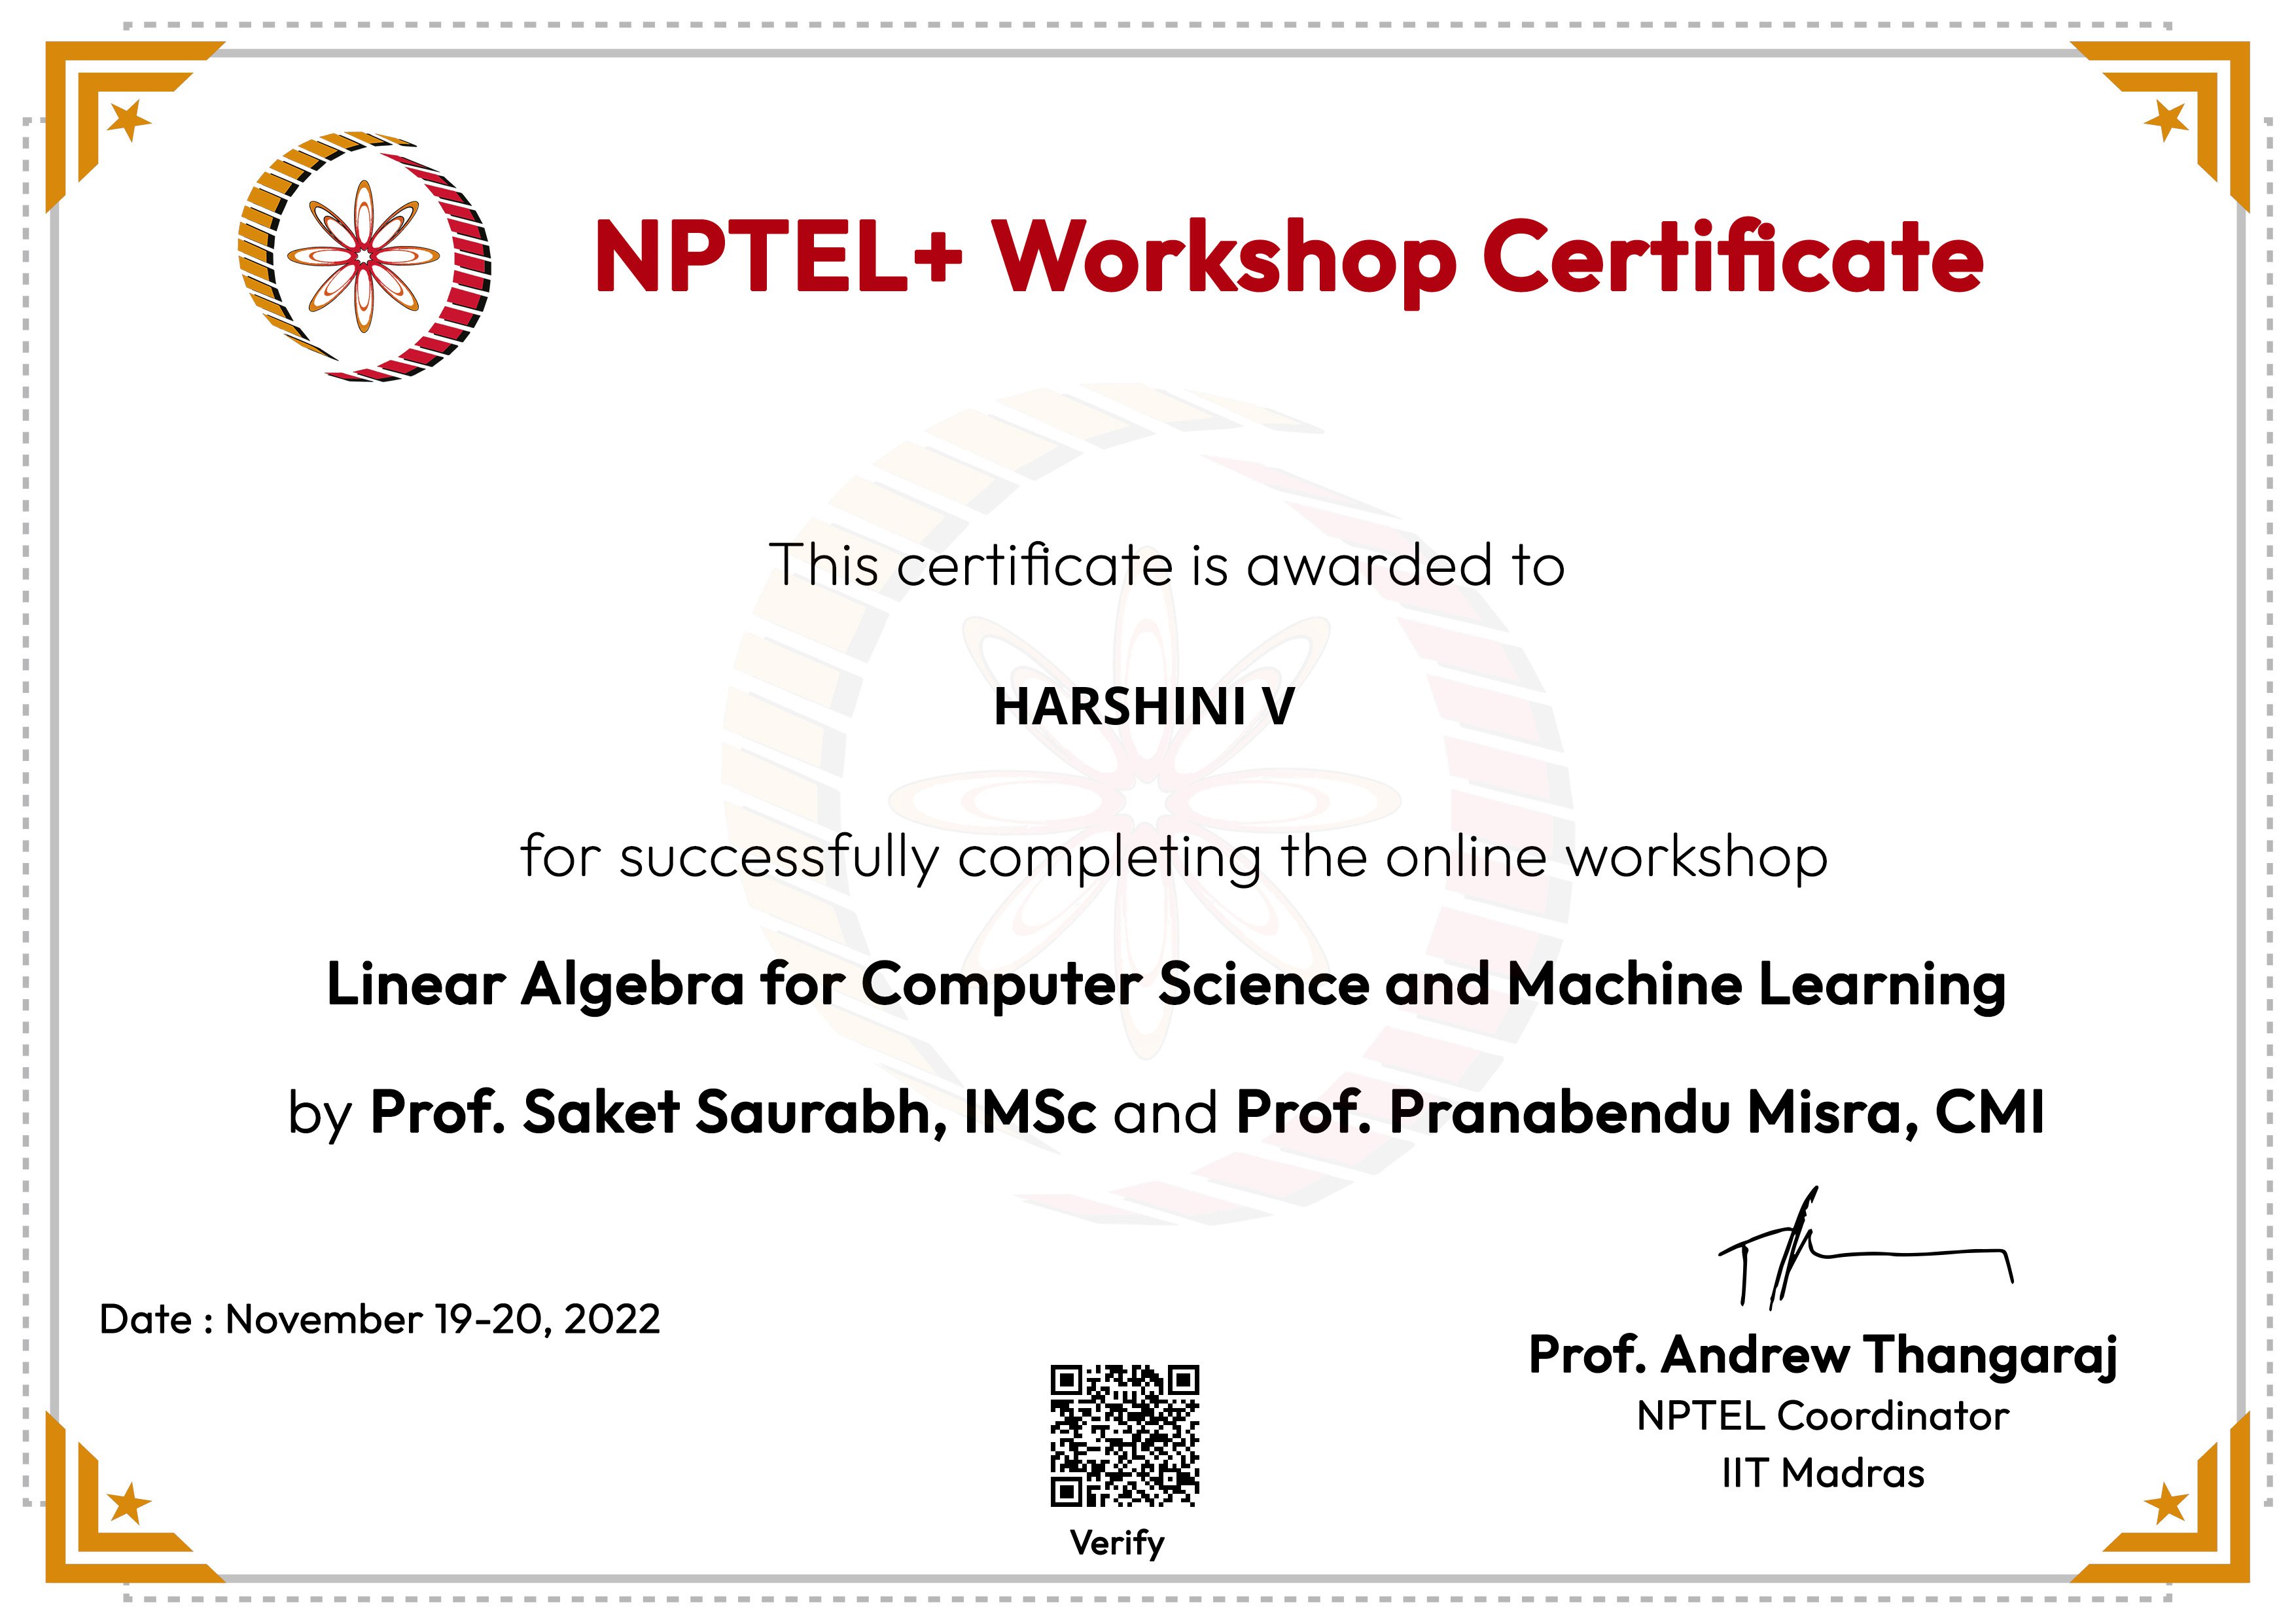 NPTEL+ Workshop Certificate
This certificate is awarded to
HARSHINI V
for successfully completing the online workshop
Linear Algebra for Computer Science and Machine Learning
by Prof. Saket Saurabh, IMSc and Prof. Pranabendu Misra, CMI
Date : November 19-20, 2022
Prof. Andrew Thangaraj
NPTEL Coordinator
IIT Madras
Verify